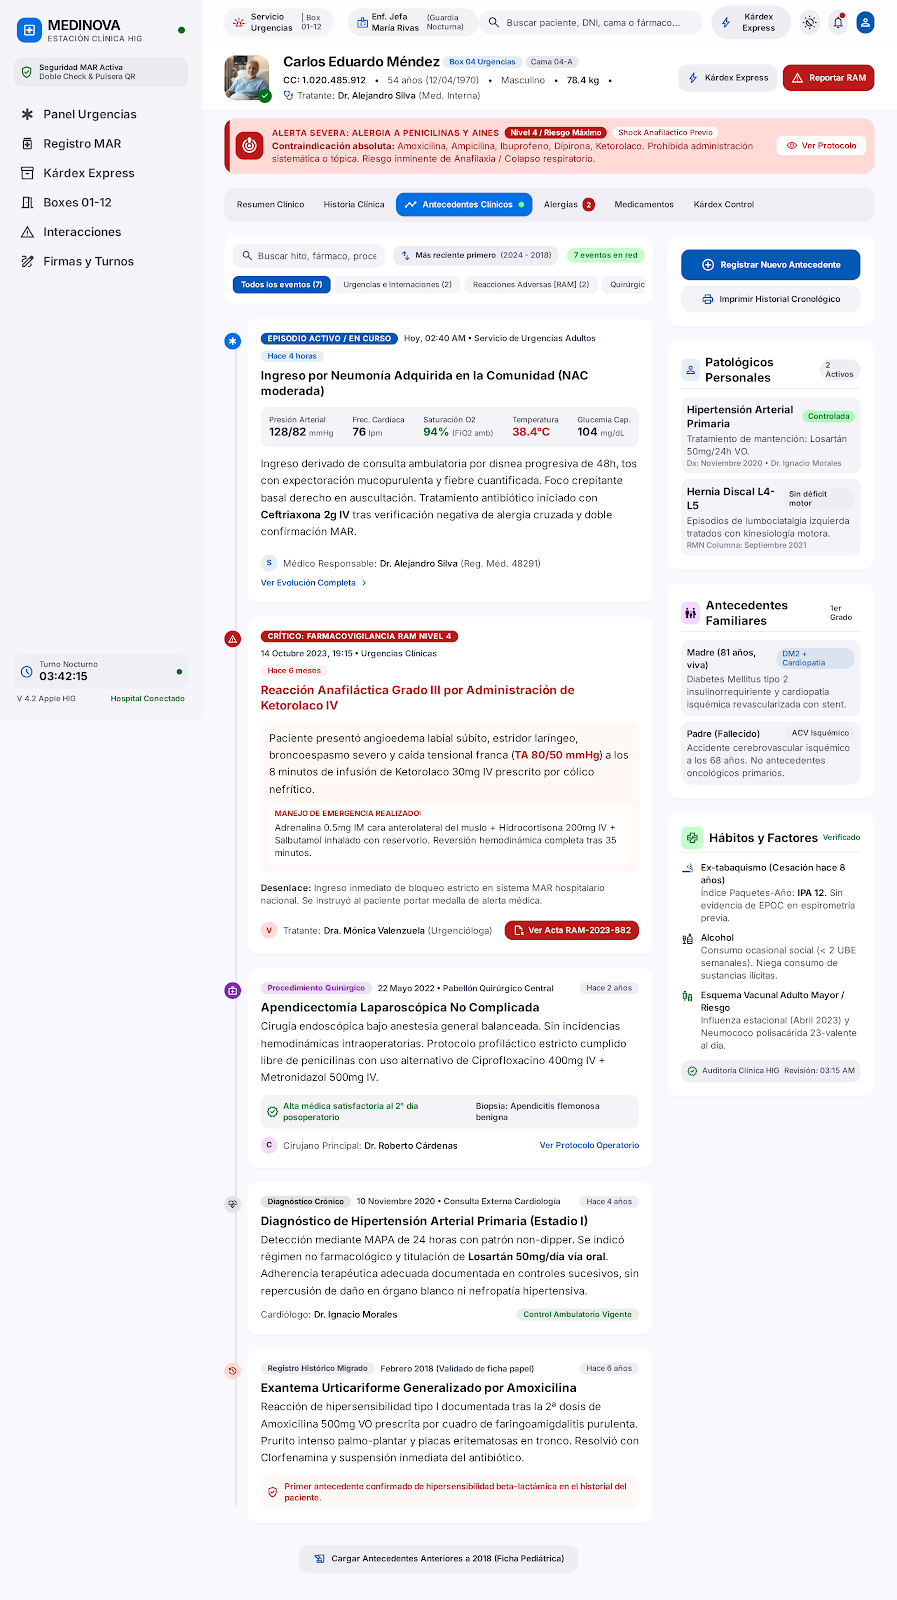 MEDINOVA
ESTACIÓN CLÍNICA HIG
Seguridad MAR Activa
Doble Check & Pulsera QR
Panel Urgencias
Registro MAR
Kárdex Express
Boxes 01-12
Interacciones
Firmas y Turnos
Turno Nocturno
03:42:15
V 4.2 Apple HIG
Hospital Conectado
Servicio
Urgencias
| Box
01-12
Enf. Jefa
María Rivas
(Guardia
Nocturna)
Buscar paciente, DNI, cama o fármaco...
Kárdex
Express
Carlos Eduardo Méndez
Box 04 Urgencias
Cama 04-A
CC: 1.020.485.912 • 54 años (12/04/1970) • Masculino • 78.4 kg •
Tratante: Dr. Alejandro Silva (Med. Interna)
Kárdex Express
Reportar RAM
ALERTA SEVERA: ALERGIA A PENICILINAS Y AINES
Nivel 4 / Riesgo Máximo
Shock Anafiláctico Previo
Contraindicación absoluta: Amoxicilina, Ampicilina, Ibuprofeno, Dipirona, Ketorolaco. Prohibida administración
sistemática o tópica. Riesgo inminente de Anafilaxia / Colapso respiratorio.
Ver Protocolo
Resumen Clínico
Historia Clínica
Antecedentes Clínicos
Alergias 2
Medicamentos
Kárdex Control
Buscar hito, fármaco, proce
Más reciente primero (2024 - 2018)
7 eventos en red
Todos los eventos (7)
Urgencias e Internaciones (2)
Reacciones Adversas [RAM] (2)
Quirúrgic
EPISODIO ACTIVO / EN CURSO
Hoy, 02:40 AM • Servicio de Urgencias Adultos
Hace 4 horas
Ingreso por Neumonía Adquirida en la Comunidad (NAC
moderada)
Presión Arterial
128/82 mmHg
Frec. Cardíaca
76 lpm
Saturación O2
94% (FiO2 amb)
Temperatura
38.4°C
Glucemia Cap.
104 mg/dL
Ingreso derivado de consulta ambulatoria por disnea progresiva de 48h, tos
con expectoración mucopurulenta y fiebre cuantificada. Foco crepitante
basal derecho en auscultación. Tratamiento antibiótico iniciado con
Ceftriaxona 2g IV tras verificación negativa de alergia cruzada y doble
confirmación MAR.
S
Médico Responsable: Dr. Alejandro Silva (Reg. Méd. 48291)
Ver Evolución Completa
CRÍTICO: FARMACOVIGILANCIA RAM NIVEL 4
14 Octubre 2023, 19:15 • Urgencias Clínicas
Hace 6 meses
Reacción Anafiláctica Grado III por Administración de
Ketorolaco IV
Paciente presentó angioedema labial súbito, estridor laríngeo,
broncoespasmo severo y caída tensional franca (TA 80/50 mmHg) a los
8 minutos de infusión de Ketorolaco 30mg IV prescrito por cólico
nefrítico.
MANEJO DE EMERGENCIA REALIZADO:
Adrenalina 0.5mg IM cara anterolateral del muslo + Hidrocortisona 200mg IV +
Salbutamol inhalado con reservorio. Reversión hemodinámica completa tras 35
minutos.
Desenlace: Ingreso inmediato de bloqueo estricto en sistema MAR hospitalario
nacional. Se instruyó al paciente portar medalla de alerta médica.
V
Tratante: Dra. Mónica Valenzuela (Urgencióloga)
Ver Acta RAM-2023-882
Procedimiento Quirúrgico
22 Mayo 2022 • Pabellón Quirúrgico Central
Hace 2 años
Apendicectomía Laparoscópica No Complicada
Cirugía endoscópica bajo anestesia general balanceada. Sin incidencias
hemodinámicas intraoperatorias. Protocolo profiláctico estricto cumplido
libre de penicilinas con uso alternativo de Ciprofloxacino 400mg IV +
Metronidazol 500mg IV.
Alta médica satisfactoria al 2° día
posoperatorio
Biopsia: Apendicitis flemonosa
benigna
C
Cirujano Principal: Dr. Roberto Cárdenas
Ver Protocolo Operatorio
Diagnóstico Crónico
10 Noviembre 2020 • Consulta Externa Cardiología
Hace 4 años
Diagnóstico de Hipertensión Arterial Primaria (Estadio I)
Detección mediante MAPA de 24 horas con patrón non-dipper. Se indicó
régimen no farmacológico y titulación de Losartán 50mg/día vía oral.
Adherencia terapéutica adecuada documentada en controles sucesivos, sin
repercusión de daño en órgano blanco ni nefropatía hipertensiva.
Cardiólogo: Dr. Ignacio Morales
Control Ambulatorio Vigente
Registro Histórico Migrado
Febrero 2018 (Validado de ficha papel)
Hace 6 años
Exantema Urticariforme Generalizado por Amoxicilina
Reacción de hipersensibilidad tipo I documentada tras la 2ª dosis de
Amoxicilina 500mg VO prescrita por cuadro de faringoamigdalitis purulenta.
Prurito intenso palmo-plantar y placas eritematosas en tronco. Resolvió con
Clorfenamina y suspensión inmediata del antibiótico.
Primer antecedente confirmado de hipersensibilidad beta-lactámica en el historial del
paciente.
Cargar Antecedentes Anteriores a 2018 (Ficha Pediátrica)
Registrar Nuevo Antecedente
Imprimir Historial Cronológico
Patológicos
Personales
2
Activos
Hipertensión Arterial
Primaria
Controlada
Tratamiento de mantención: Losartán
50mg/24h VO.
Dx: Noviembre 2020 • Dr. Ignacio Morales
Hernia Discal L4-
L5
Sin déficit
motor
Episodios de lumbociatalgia izquierda
tratados con kinesiología motora.
RMN Columna: Septiembre 2021
Antecedentes
Familiares
1er
Grado
Madre (81 años,
viva)
DM2 +
Cardiopatía
Diabetes Mellitus tipo 2
insulinorrequiriente y cardiopatía
isquémica revascularizada con stent.
Padre (Fallecido)
ACV Isquémico
Accidente cerebrovascular isquémico
a los 68 años. No antecedentes
oncológicos primarios.
Hábitos y Factores
Verificado
Ex-tabaquismo (Cesación hace 8
años)
Índice Paquetes-Año: IPA 12. Sin
evidencia de EPOC en espirometría
previa.
Alcohol
Consumo ocasional social (< 2 UBE
semanales). Niega consumo de
sustancias ilícitas.
Esquema Vacunal Adulto Mayor /
Riesgo
Influenza estacional (Abril 2023) y
Neumococo polisacárida 23-valente
al día.
Auditoría Clínica HIG
Revisión: 03:15 AM